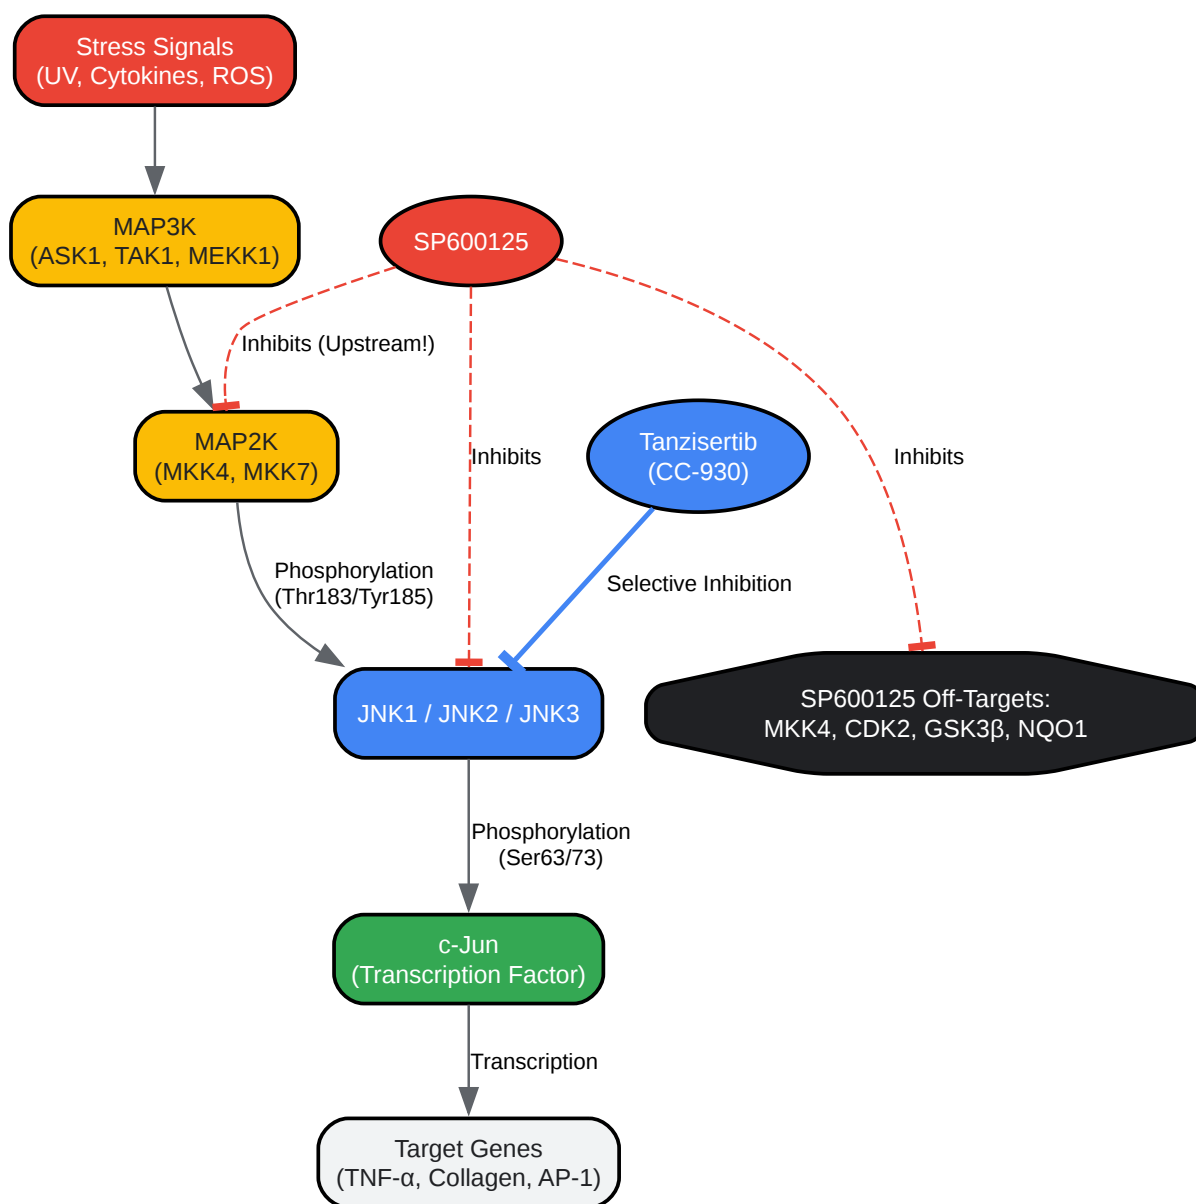 Stress Signals
(UV, Cytokines, ROS)
MAP3K
(ASK1, TAK1, MEKK1)
SP600125
Inhibits (Upstream!)
MAP2K
(MKK4, MKK7)
Inhibits
Tanzisertib
(CC-930)
Inhibits
Phosphorylation
(Thr183/Tyr185)
Selective Inhibition
JNK1 / JNK2 / JNK3
SP600125 Off-Targets:
MKK4, CDK2, GSK3β, NQO1
Phosphorylation
(Ser63/73)
c-Jun
(Transcription Factor)
Transcription
Target Genes
(TNF-α, Collagen, AP-1)